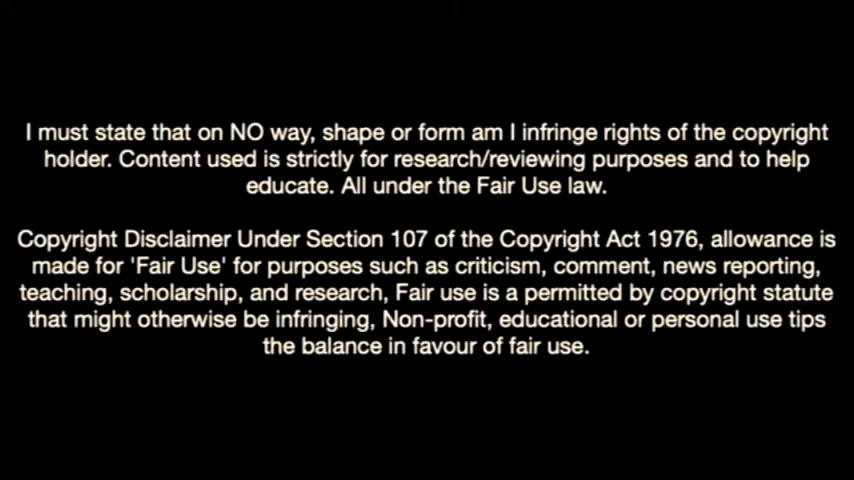 I must state that on NO way, shape or form am I infringe rights of the copyright
holder. Content used is strictly for research/reviewing purposes and to help
educate. All under the Fair Use law.
Copyright Disclaimer Under Section 107 of the Copyright Act 1976, allowance is
made for 'Fair Use' for purposes such as criticism, comment, news reporting,
teaching, scholarship, and research, Fair use is a permitted by copyright statute
that might otherwise be infringing, Non-profit, educational or personal use tips
the balance in favour of fair use.